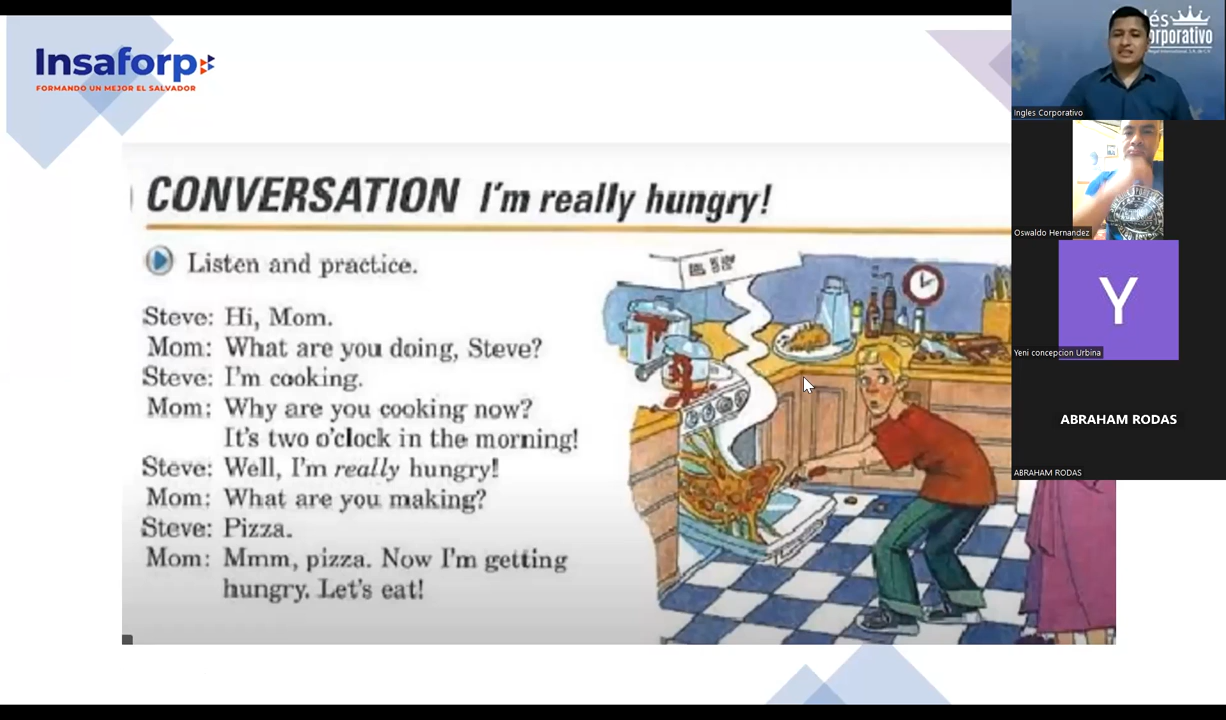 Insaforp
FORMANDO UN MEJOR EL SALVADOR
CONVERSATION I'm really hungry!
Listen and practice.
Steve: Hi, Mom.
Mom: What are you doing, Steve?
Steve: I'm cooking.
Mom: Why are you cooking now?
It's two o'clock in the morning!
Steve: Well, I'm really hungry!
Mom: What are you making?
Steve: Pizza.
Mom: Mmm, pizza. Now I'm getting
hungry. Let's eat!
Ingles Corporativo
Oswaldo Hernandez
Y
Yeni concepcion Urbina
ABRAHAM RODAS
ABRAHAM RODAS